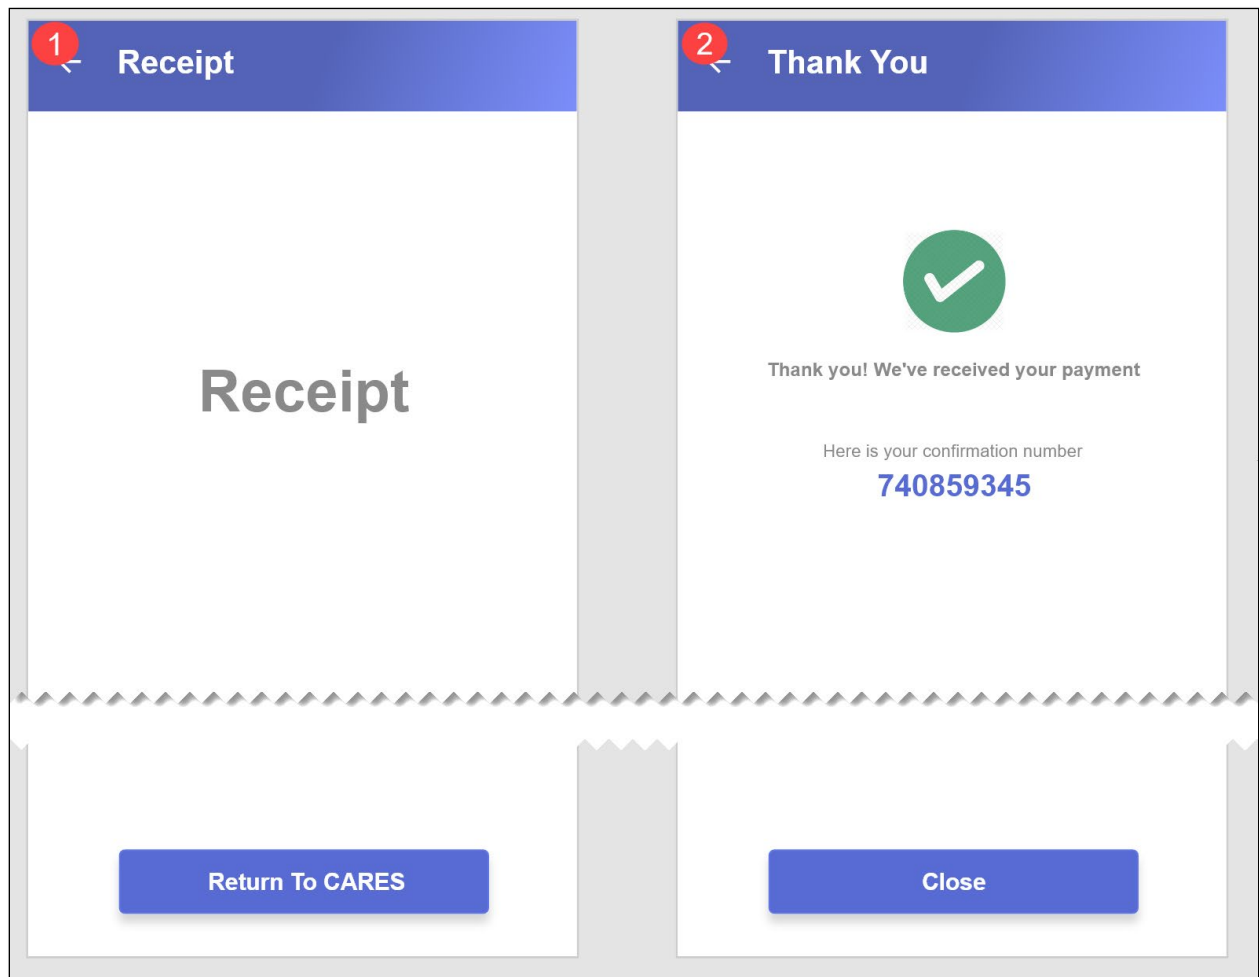 1
Receipt
Receipt
Return To CARES
2
Thank You
Thank you! We've received your payment
Here is your confirmation number
740859345
Close